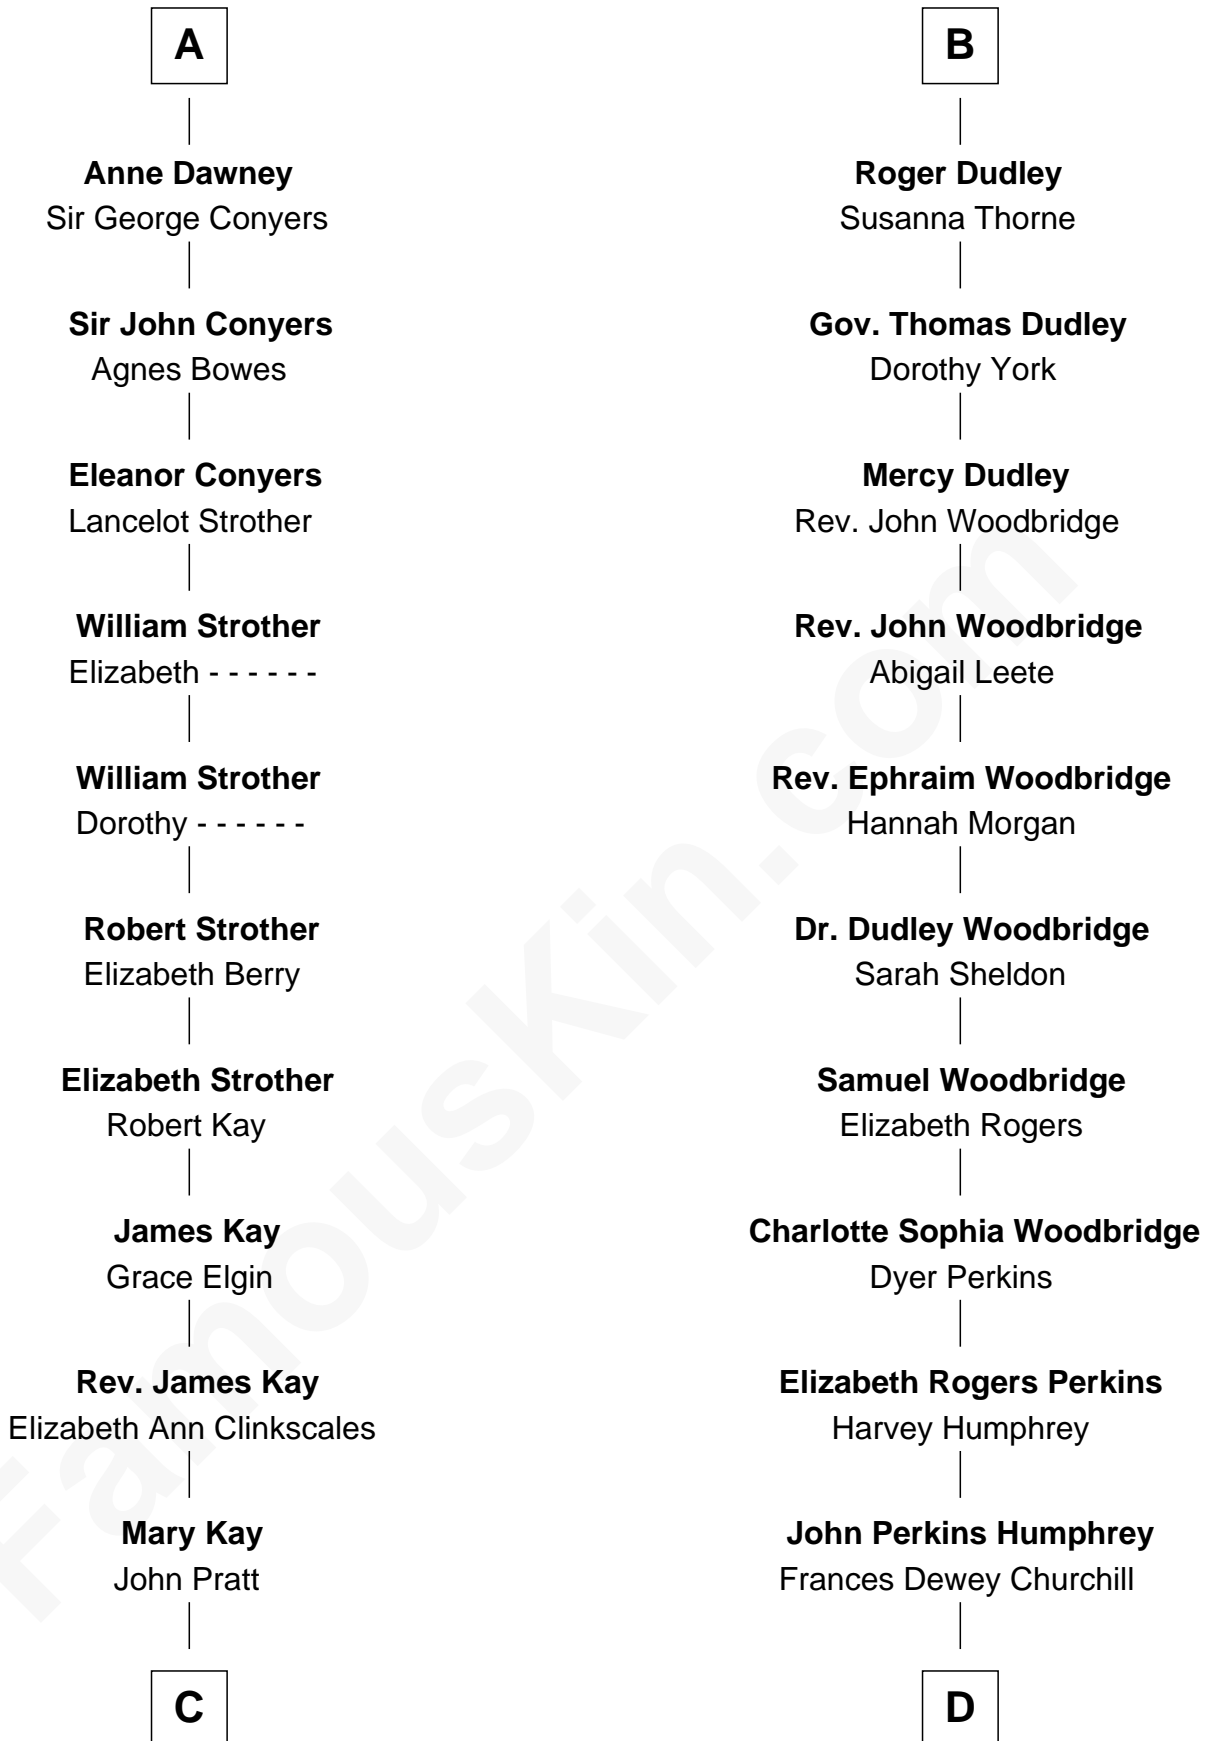 A
Anne Dawney
Sir George Conyers
Sir John Conyers
Agnes Bowes
Eleanor Conyers
Lancelot Strother
William Strother
Elizabeth - - - - - -
William Strother
Dorothy - - - - - -
Robert Strother
Elizabeth Berry
Elizabeth Strother
Robert Kay
James Kay
Grace Elgin
Rev. James Kay
Elizabeth Ann Clinkscales
Mary Kay
John Pratt
C
B
Roger Dudley
Susanna Thorne
Gov. Thomas Dudley
Dorothy York
Mercy Dudley
Rev. John Woodbridge
Rev. John Woodbridge
Abigail Leete
Rev. Ephraim Woodbridge
Hannah Morgan
Dr. Dudley Woodbridge
Sarah Sheldon
Samuel Woodbridge
Elizabeth Rogers
Charlotte Sophia Woodbridge
Dyer Perkins
Elizabeth Rogers Perkins
Harvey Humphrey
John Perkins Humphrey
Frances Dewey Churchill
D
FamousKin.com